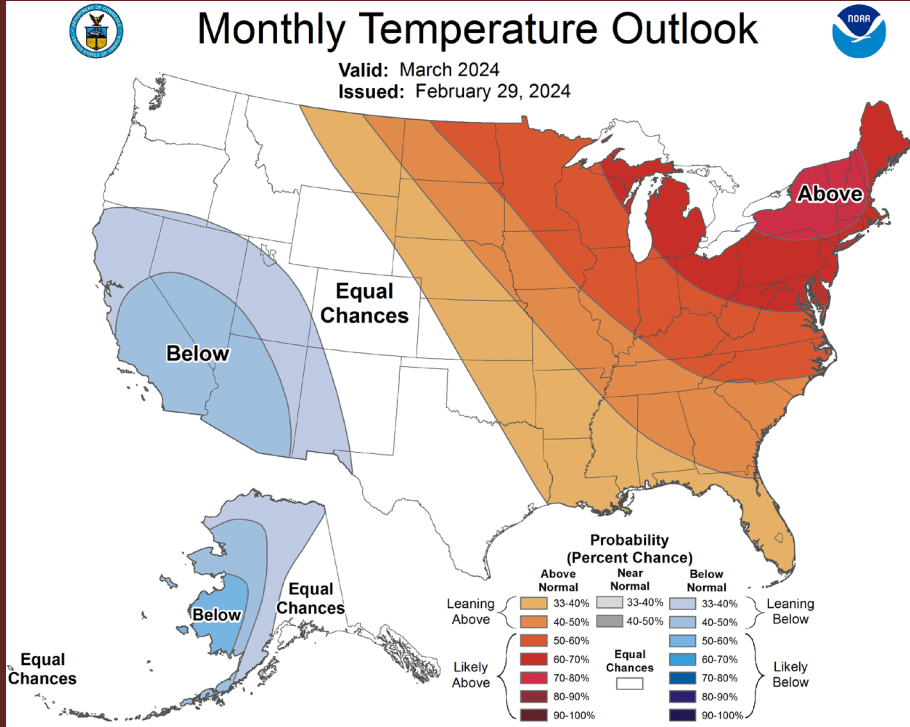 Monthly Temperature Outlook
NOAA
Valid: March 2024
Issued: February 29, 2024
Above
Equal
Chances
Below
Below
Equal
Chances
Equal
Chances
Probability
(Percent Chance)
Above
Normal
Near
Normal
Below
Normal
Leaning
Above
33-40% 33-40% 33-40%
40-50% 40-50% 40-50%
Leaning
Below
Likely
Above
50-60% 50-60%
60-70% 60-70%
70-80% 70-80%
80-90% 80-90%
90-100% 90-100%
Equal
Chances
Likely
Below